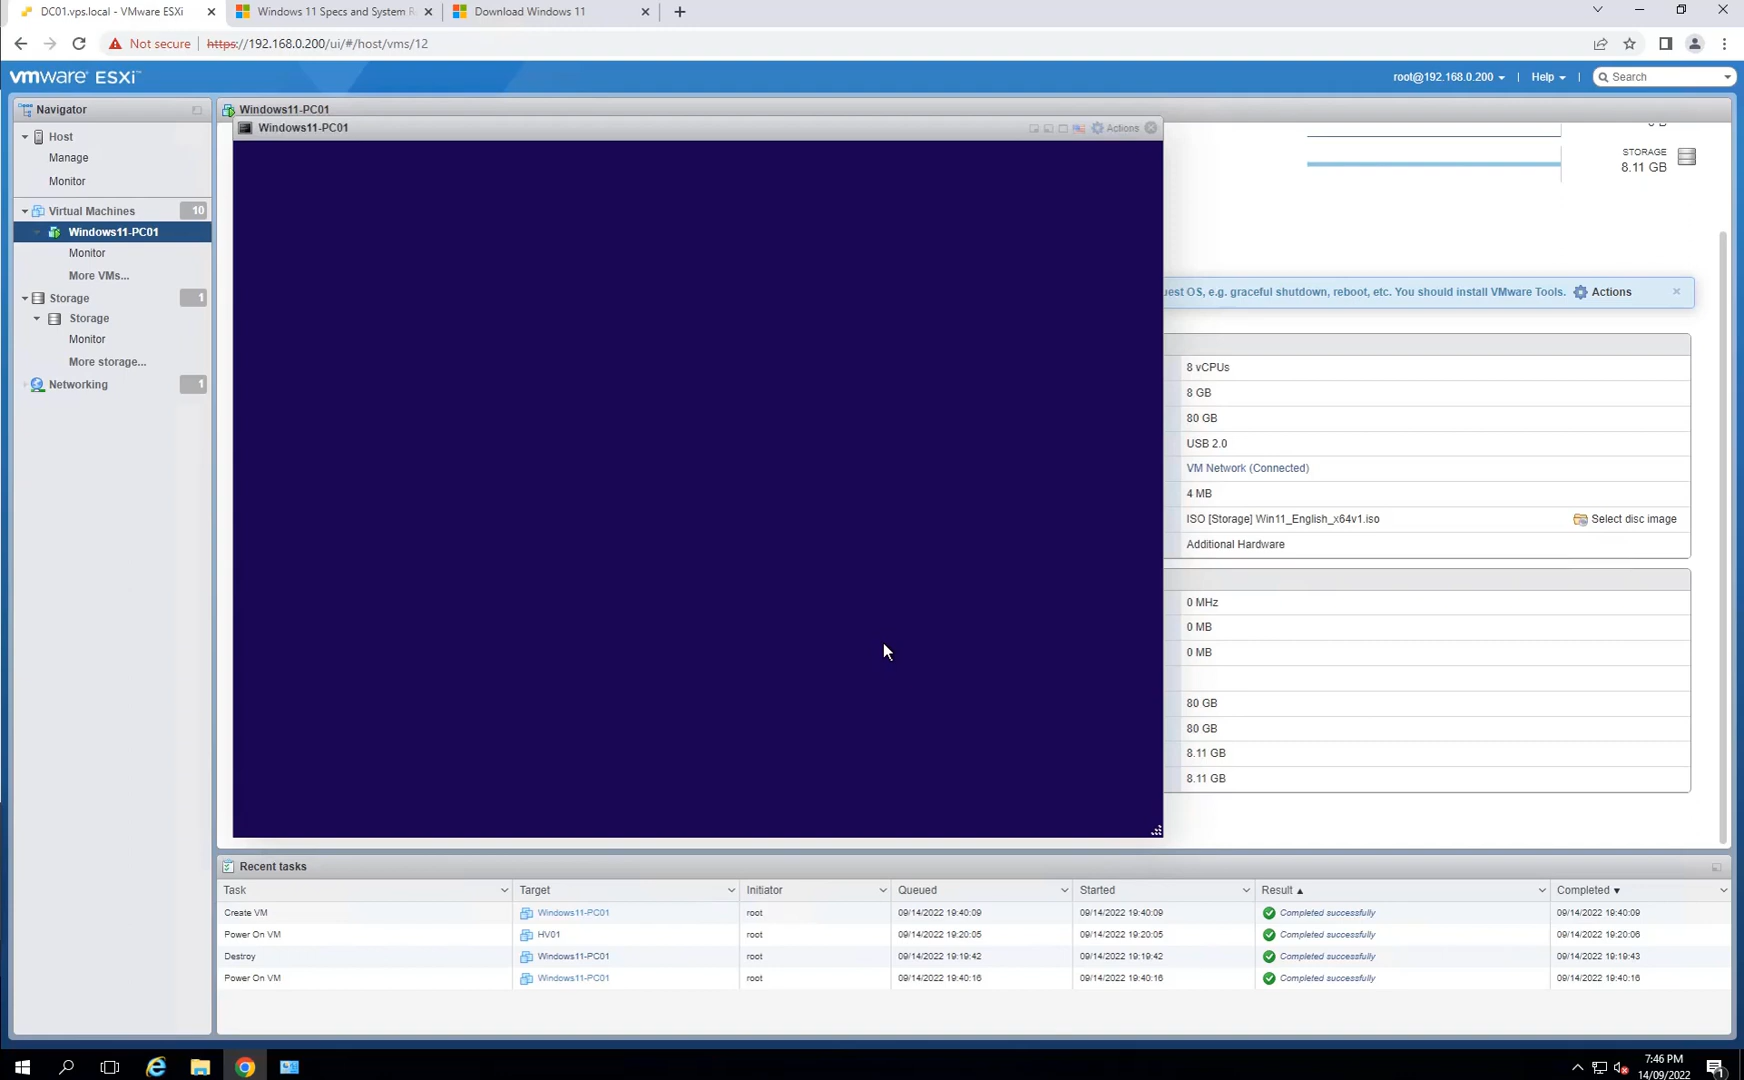 DC01.vps.local - VMware ESXi
Windows 11 Specs and System R
Download Windows 11
Not secure
https://192.168.0.200/ui/#/host/vms/12
vmware ESXi™
root@192.168.0.200
Help
Search
Navigator
Host
Manage
Monitor
Virtual Machines 10
Windows11-PC01
Monitor
More VMs...
Storage 1
Storage
Monitor
More storage...
Networking 1
Windows11-PC01
Windows11-PC01
Actions
STORAGE
8.11 GB
uest OS, e.g. graceful shutdown, reboot, etc. You should install VMware Tools. Actions
8 vCPUs
8 GB
80 GB
USB 2.0
VM Network (Connected)
4 MB
ISO [Storage] Win11_English_x64v1.iso Select disc image
Additional Hardware
0 MHz
0 MB
0 MB
80 GB
80 GB
8.11 GB
8.11 GB
Recent tasks
Task Target Initiator Queued Started Result Completed
Create VM Windows11-PC01 root 09/14/2022 19:40:09 09/14/2022 19:40:09 Completed successfully 09/14/2022 19:40:09
Power On VM HV01 root 09/14/2022 19:20:05 09/14/2022 19:20:05 Completed successfully 09/14/2022 19:20:06
Destroy Windows11-PC01 root 09/14/2022 19:19:42 09/14/2022 19:19:42 Completed successfully 09/14/2022 19:19:43
Power On VM Windows11-PC01 root 09/14/2022 19:40:16 09/14/2022 19:40:16 Completed successfully 09/14/2022 19:40:16
7:46 PM
14/09/2022
1